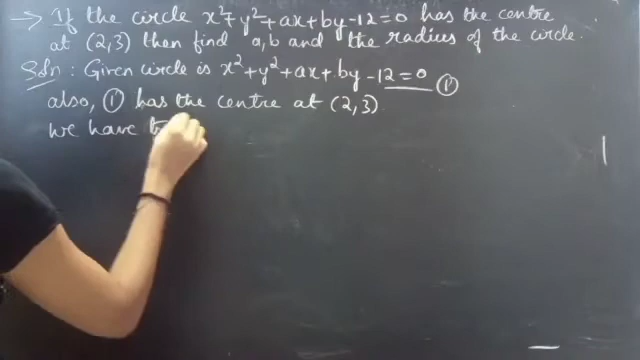 → If the circle x²+y²+ax+by-12=0 has the centre
at (2,3) then find a,b and the radius of the circle.
Soln: Given circle is x²+y²+ax+by-12=0 ①
also, ① has the centre at (2,3)
we have